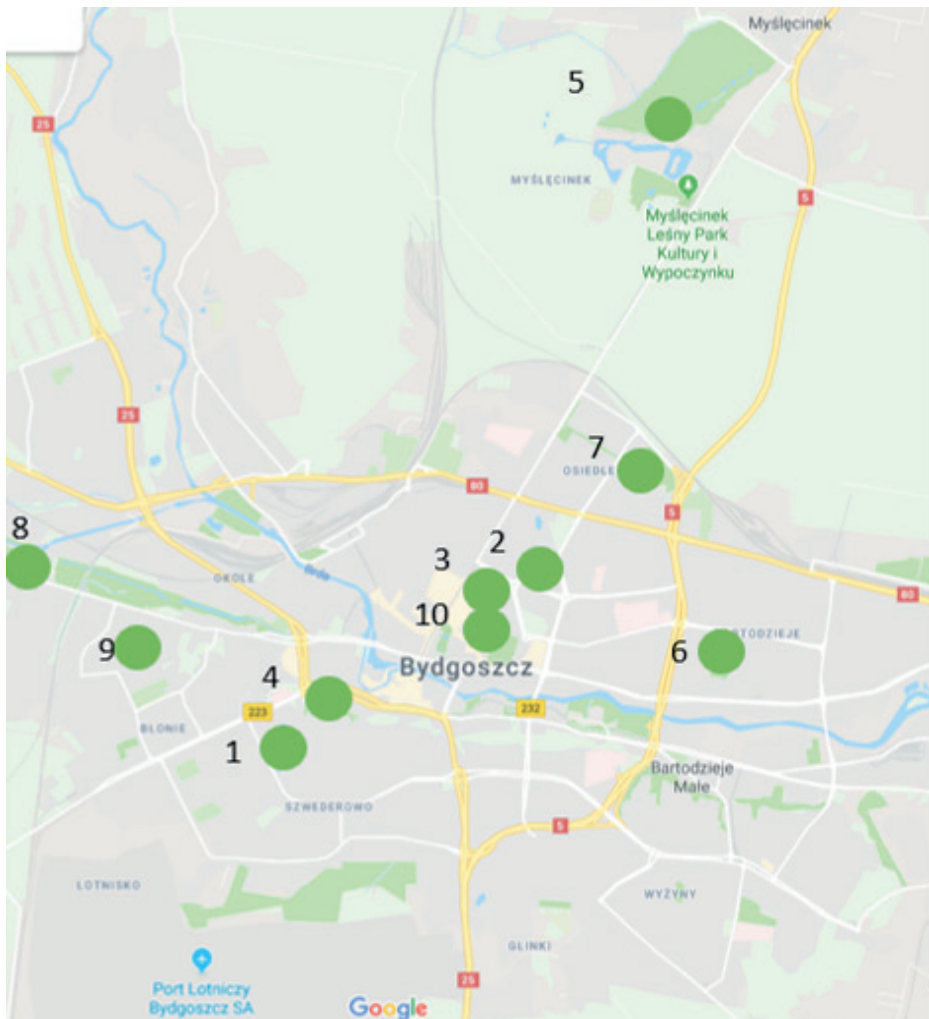 Myślęcinek
5
25
MYŚLĘCINEK
5
Myślęcinek
Leśny Park
Kultury i
Wypoczynku
25
7
OSIEDLE
80
5
8
2
3
OKOLE
Brda
80
10
9
6
Bydgoszcz
4
223
232
BŁONIE
1
Bartodzieje
Małe
SZWEDEROWO
5
LOTNISKO
WYŻYNY
GLINKI
25
Port Lotniczy
Bydgoszcz SA
Google